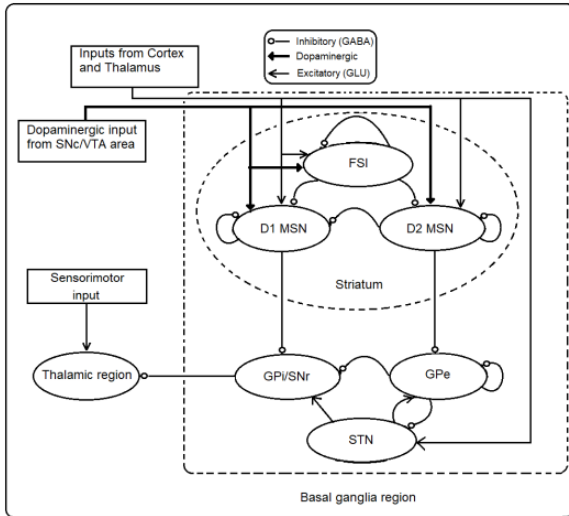 Inhibitory (GABA)
Dopaminergic
Excitatory (GLU)
Inputs from Cortex
and Thalamus
Dopaminergic input
from SNc/VTA area
FSI
D1 MSN
D2 MSN
Striatum
Sensorimotor
input
Thalamic region
GPi/SNr
GPe
STN
Basal ganglia region